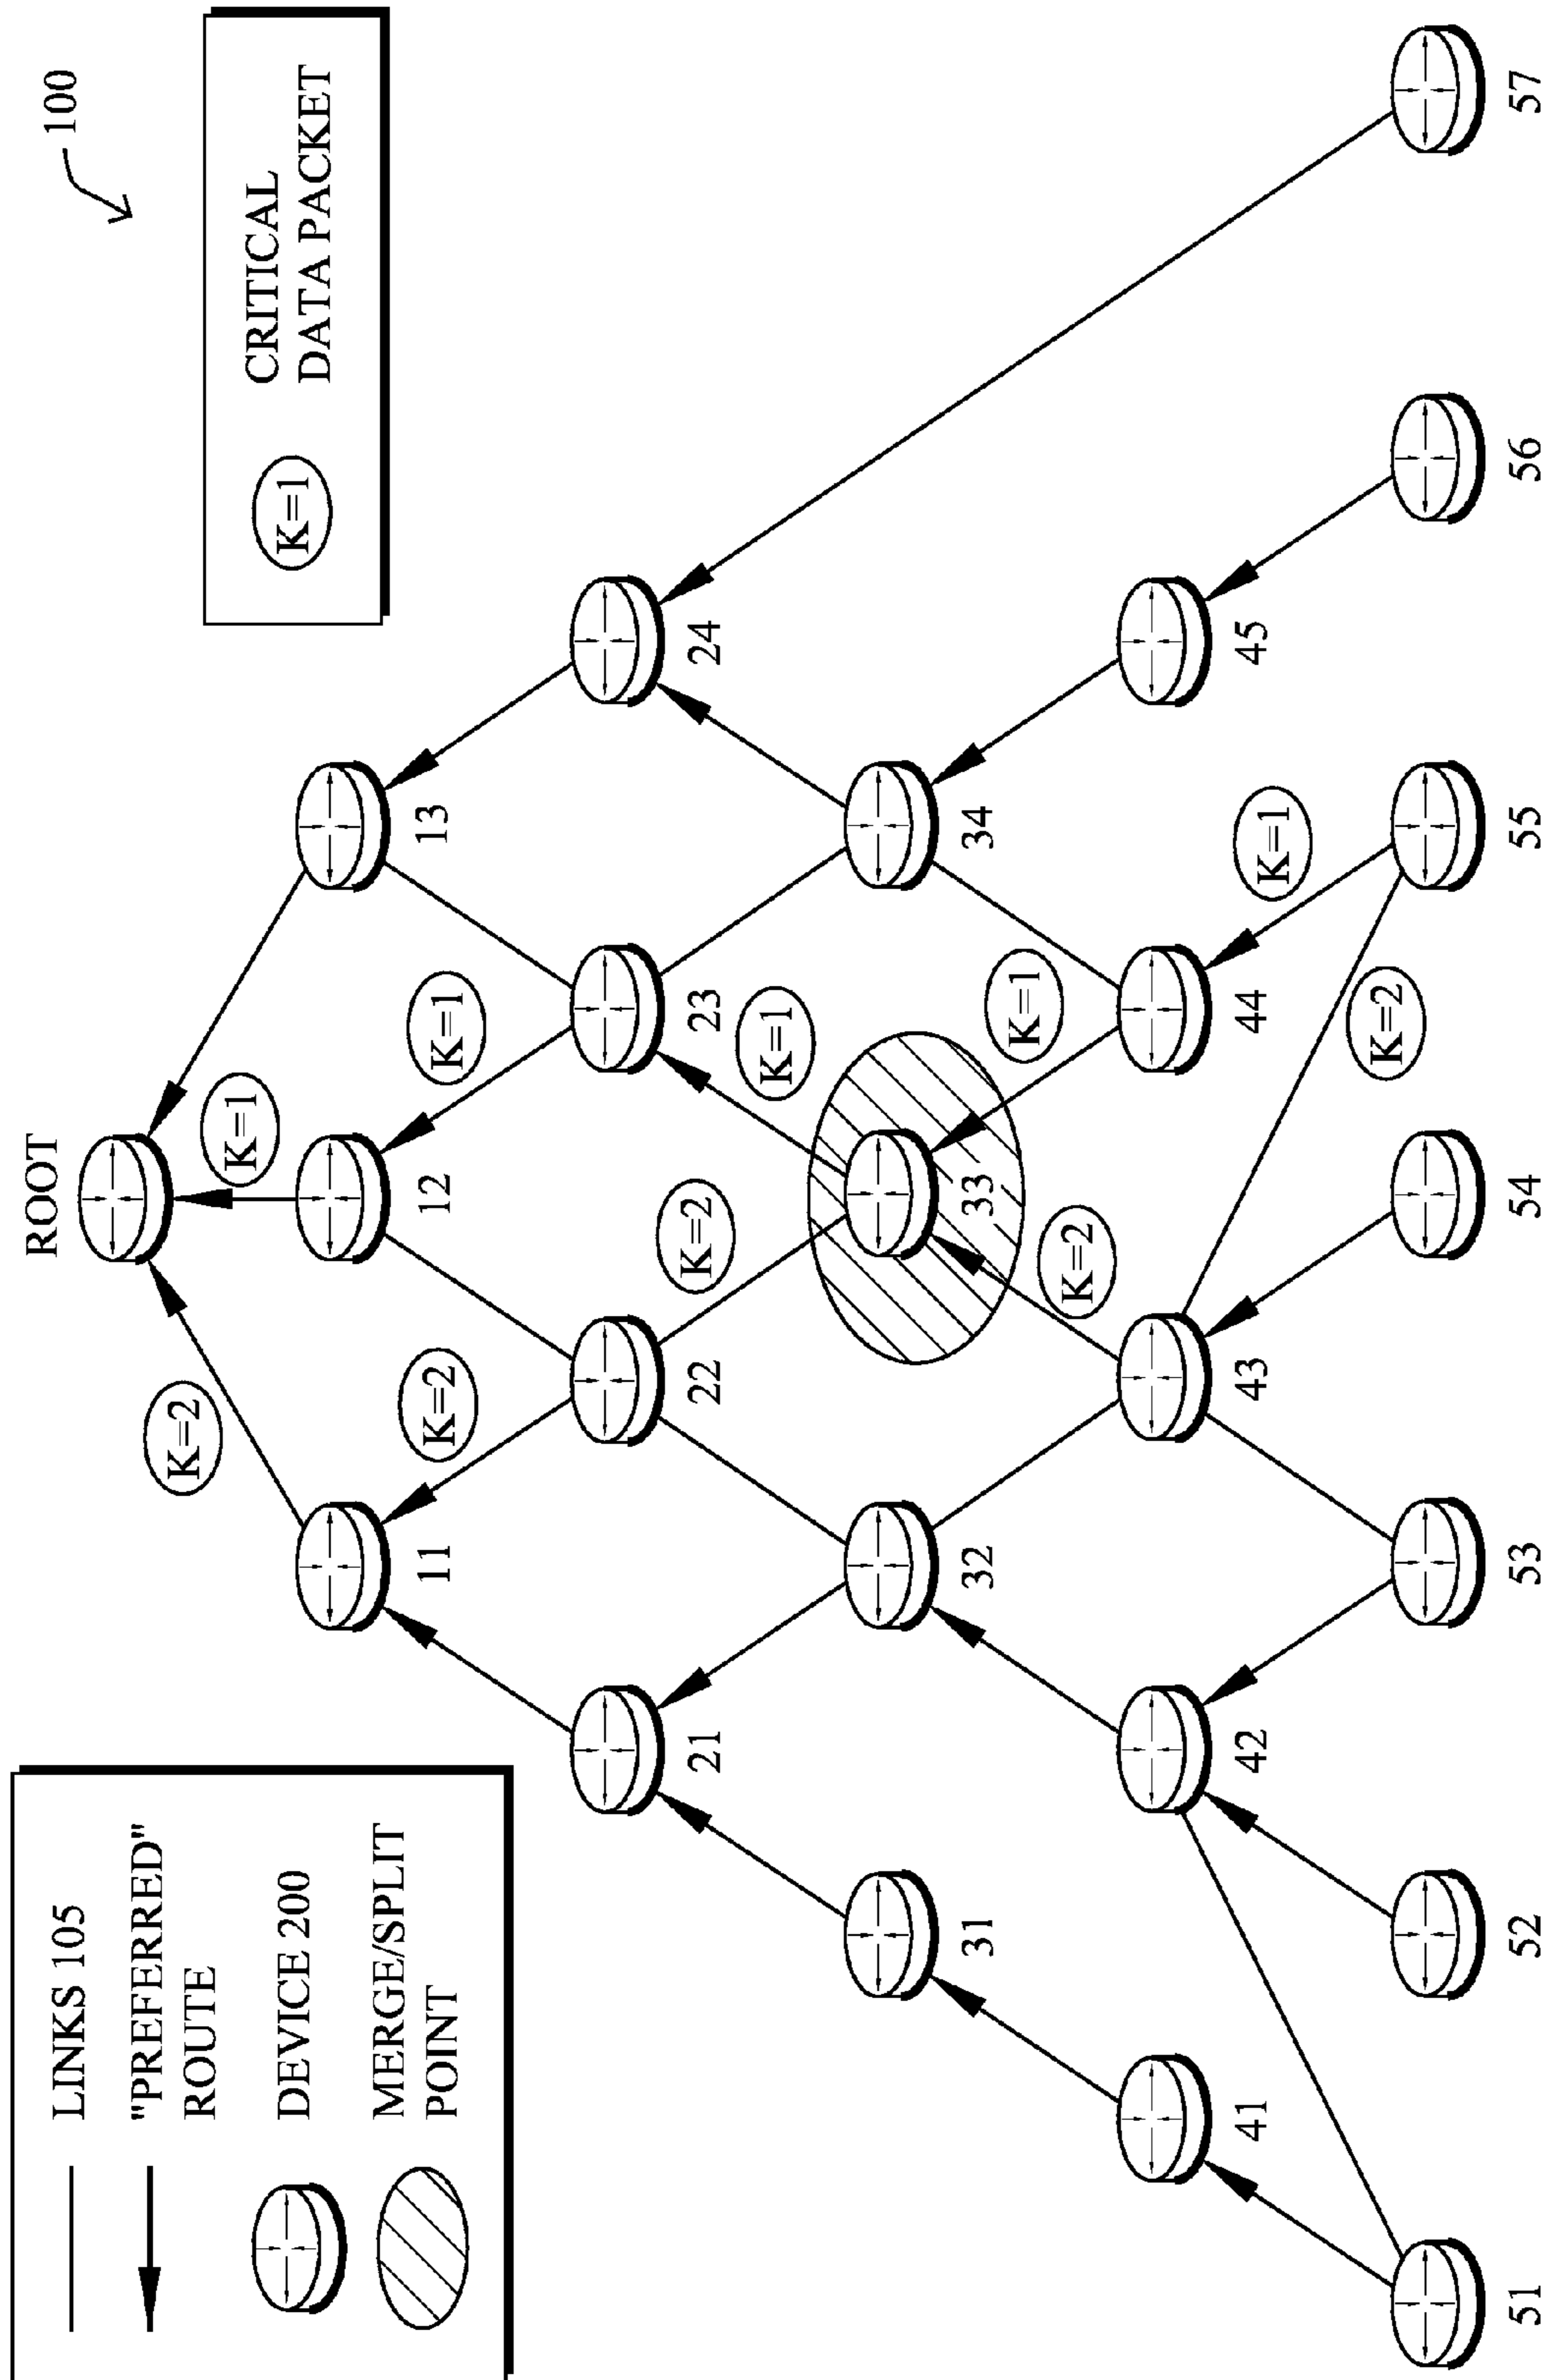 LINKS 105
"PREFERRED"
ROUTE
DEVICE 200
MERGE/SPLIT
POINT
100
K=1
CRITICAL
DATA PACKET
ROOT
K=2
K=1
11
12
13
K=2
K=1
21
22
23
24
K=2
K=1
31
32
33
34
K=2
K=1
41
42
43
44
45
K=2
K=1
51
52
53
54
55
56
57